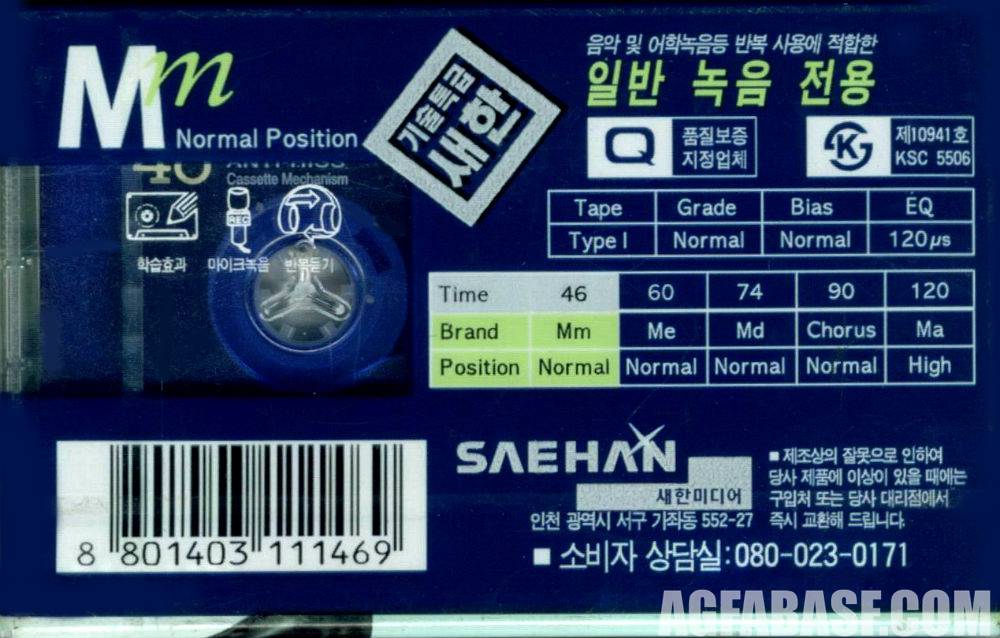 Mm
Normal Position
기술특급
새한
음악 및 어학녹음등 반복 사용에 적합한
일반 녹음 전용
Q 품질보증
지정업체
KS 제10941호
KSC 5506
46 ANTI-HISS
Cassette Mechanism
REC
학습효과 마이크녹음 반복듣기
Tape Grade Bias EQ
Type I Normal Normal 120μs
Time 46 60 74 90 120
Brand Mm Me Md Chorus Ma
Position Normal Normal Normal Normal High
SAEHAN
새한미디어
인천 광역시 서구 가좌동 552-27
■ 제조상의 잘못으로 인하여
당사 제품에 이상이 있을 때에는
구입처 또는 당사 대리점에서
즉시 교환해 드립니다.
■ 소비자 상담실:080-023-0171
8 801403 111469
AGFABASF.COM